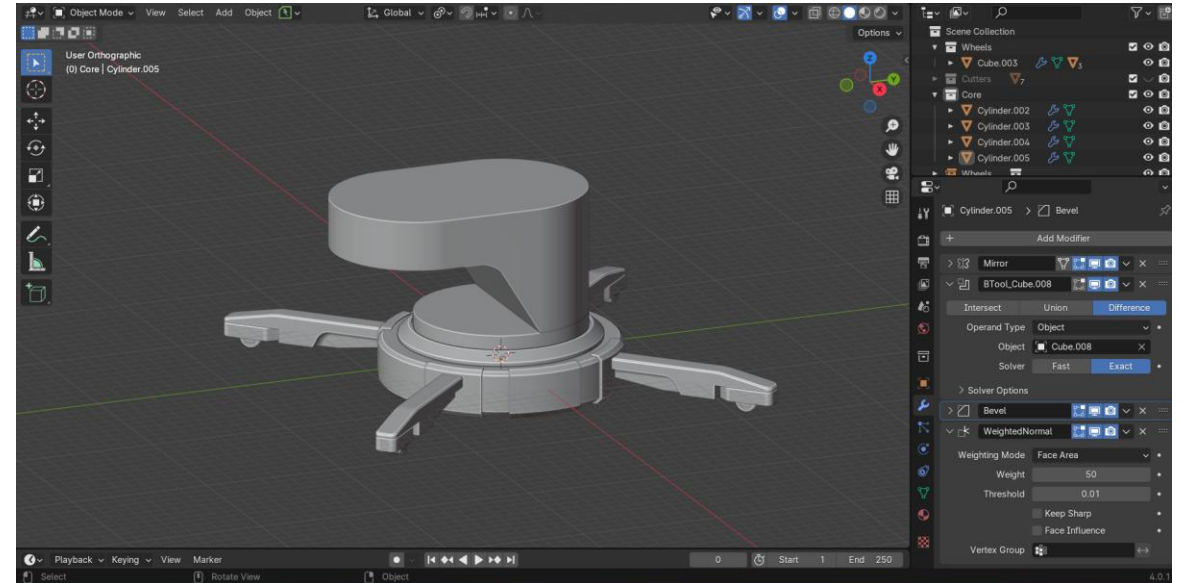 Object Mode View Select Add Object Global
Options
User Orthographic
(0) Core | Cylinder.005
Z
Y
X
Scene Collection
Wheels
Cube.003 3
Cutters 7
Core
Cylinder.002
Cylinder.003
Cylinder.004
Cylinder.005
Wheels
Cylinder.005 > Bevel
+ Add Modifier
Mirror
BTool_Cube.008
Intersect Union Difference
Operand Type Object
Object Cube.008
Solver Fast Exact
Solver Options
Bevel
WeightedNormal
Weighting Mode Face Area
Weight 50
Threshold 0.01
Keep Sharp
Face Influence
Vertex Group
Playback Keying View Marker 0 Start 1 End 250
Select Rotate View Object 4.0.1